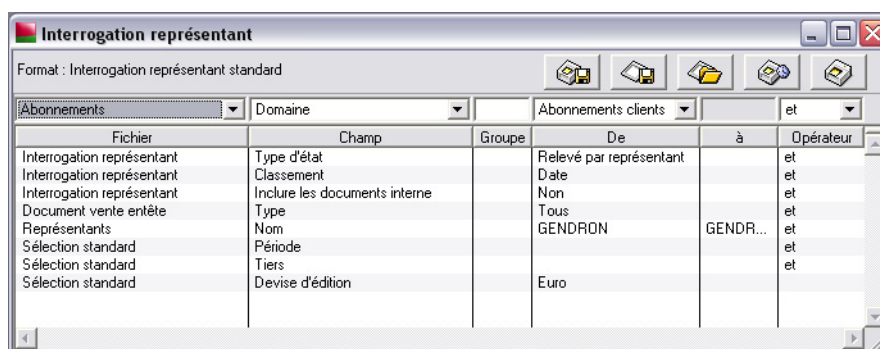 Interrogation représentant
Format : Interrogation représentant standard
Abonnements Domaine Abonnements clients et
Fichier Champ Groupe De à Opérateur
Interrogation représentant Type d'état Relevé par représentant et
Interrogation représentant Classement Date et
Interrogation représentant Inclure les documents interne Non et
Document vente entête Type Tous et
Représentants Nom GENDRON GENDR... et
Sélection standard Période et
Sélection standard Tiers et
Sélection standard Devise d'édition Euro